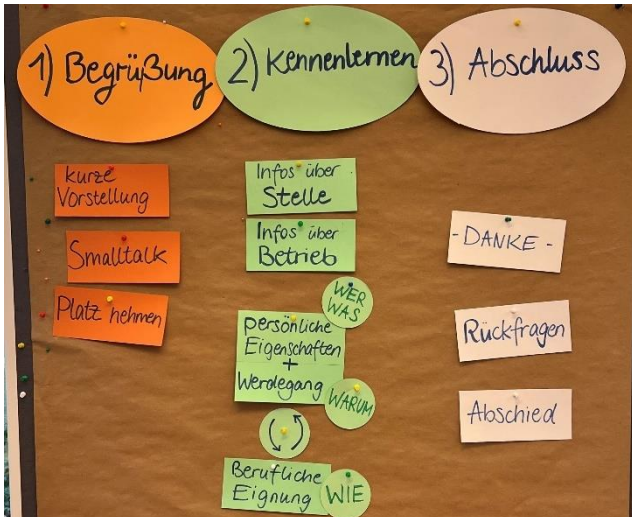 1) Begrüßung
kurze
Vorstellung
Smalltalk
Platz nehmen
2) Kennenlernen
Infos über
Stelle
Infos über
Betrieb
WER
WAS
persönliche
Eigenschaften
+
Werdegang
WARUM
Berufliche
Eignung
WIE
3) Abschluss
- DANKE -
Rückfragen
Abschied